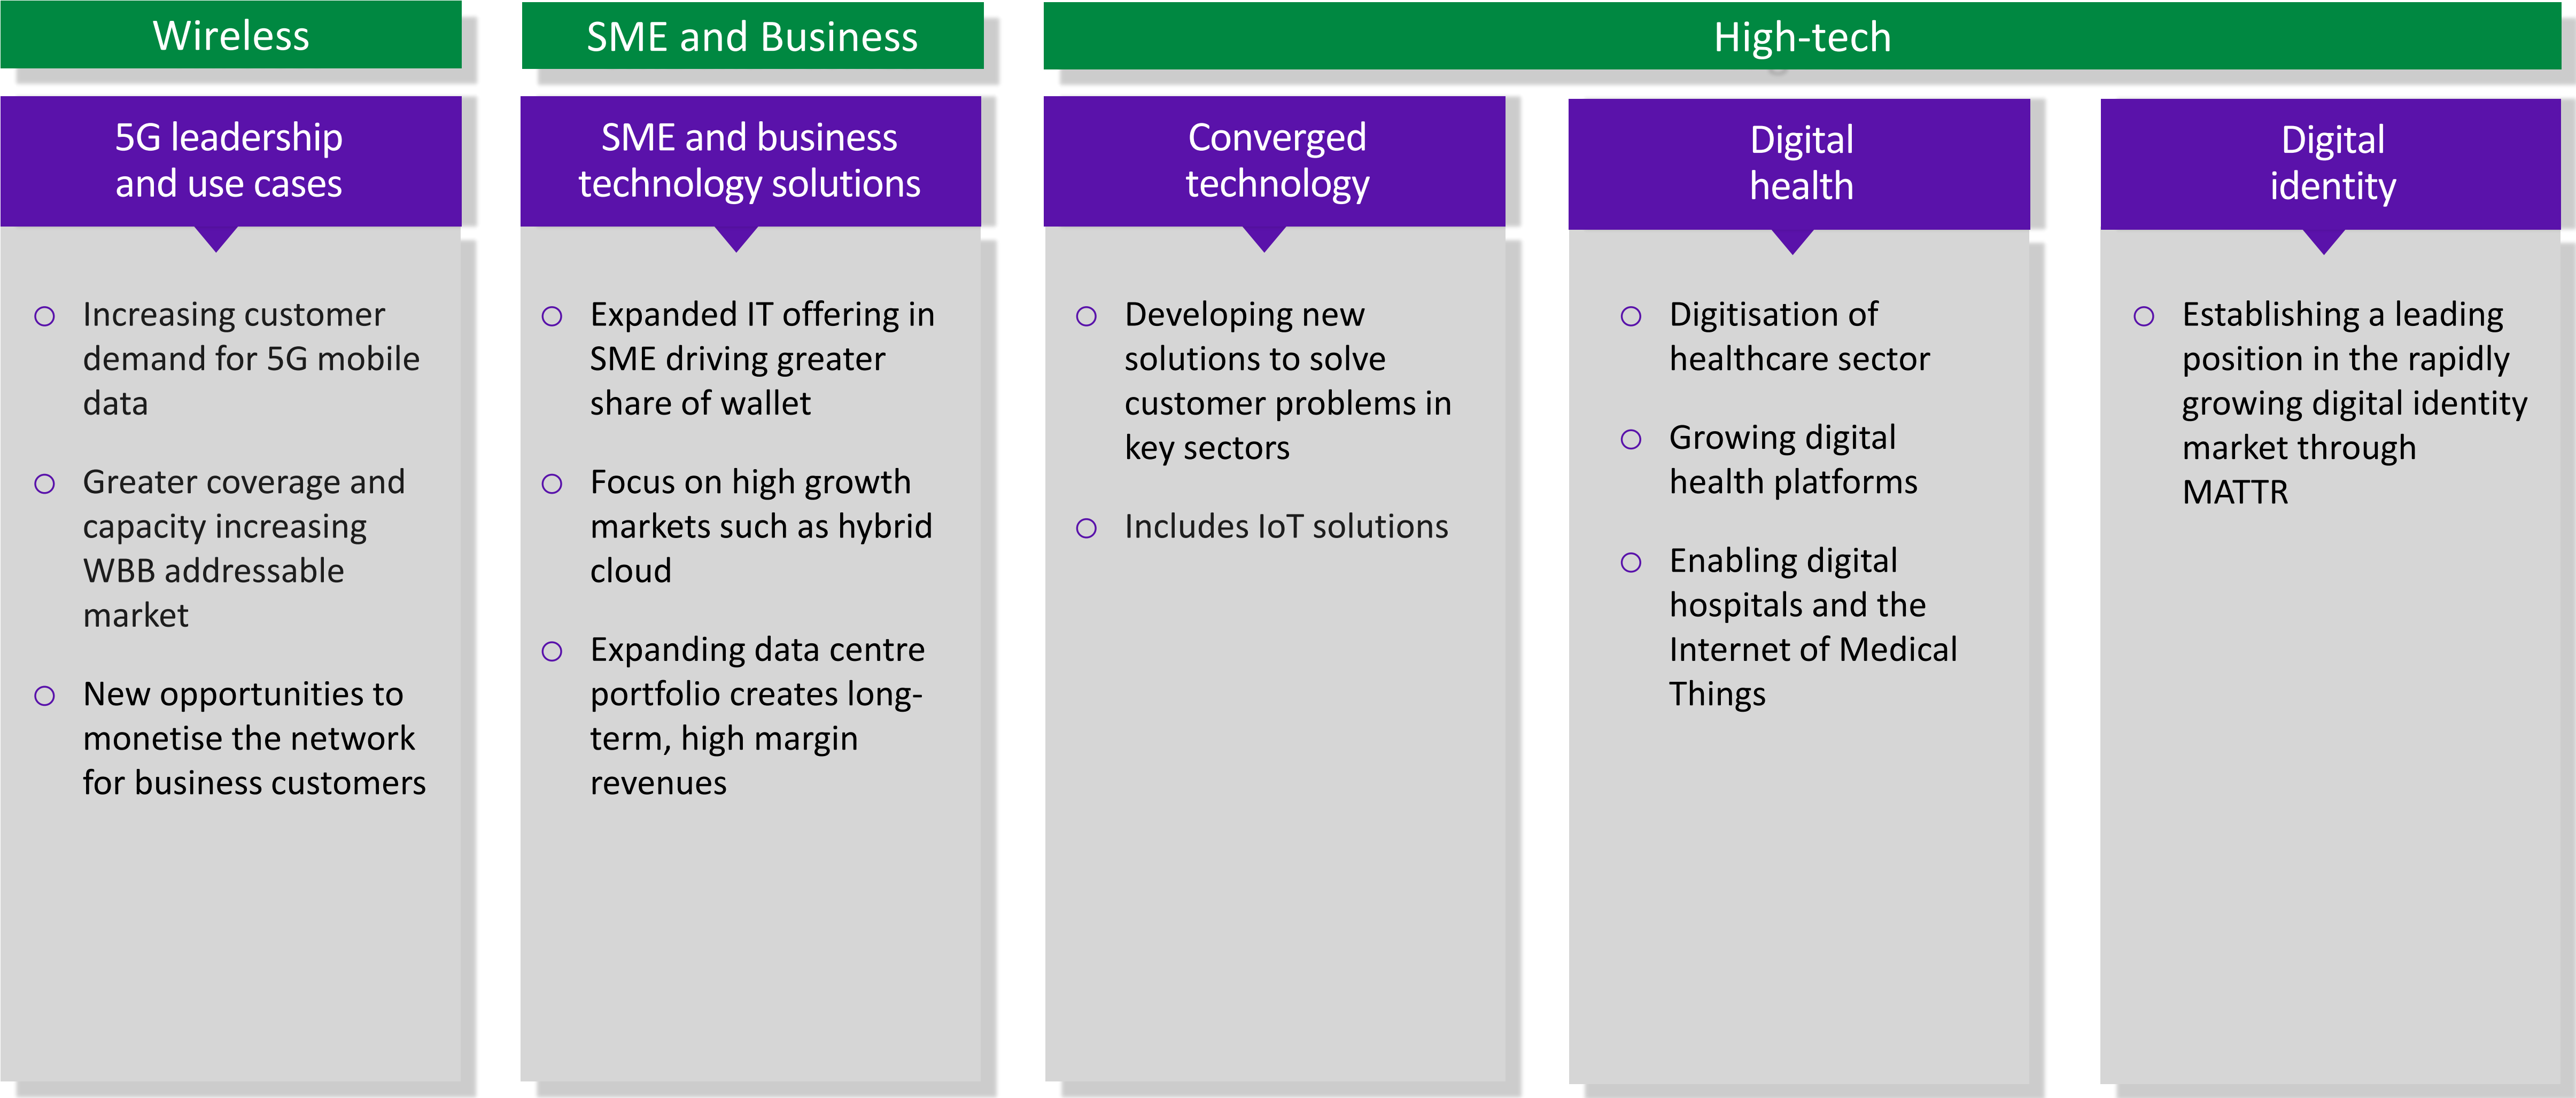 Wireless
SME and Business
High-tech
5G leadership
and use cases
Increasing customer
demand for 5G mobile
data
Greater coverage and
capacity increasing
WBB addressable
market
New opportunities to
monetise the network
for business customers
SME and business
technology solutions
Expanded IT offering in
SME driving greater
share of wallet
Focus on high growth
markets such as hybrid
cloud
Expanding data centre
portfolio creates long-
term, high margin
revenues
Converged
technology
Developing new
solutions to solve
customer problems in
key sectors
Includes IoT solutions
Digital
health
Digitisation of
healthcare sector
Growing digital
health platforms
Enabling digital
hospitals and the
Internet of Medical
Things
Digital
identity
Establishing a leading
position in the rapidly
growing digital identity
market through
MATTR